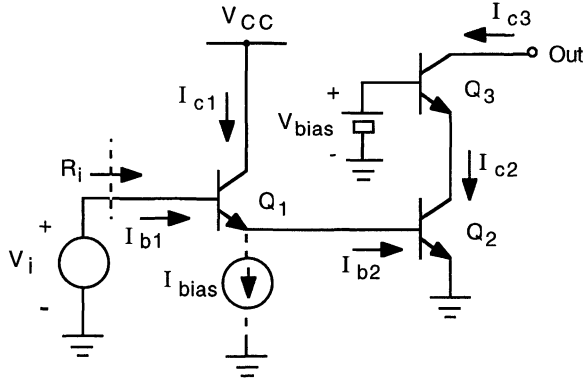 V CC
I c3
Out
I c1
+
V bias
-
Q 3
R i
I c2
Q 1
+
V i
-
I b1
I bias
I b2
Q 2